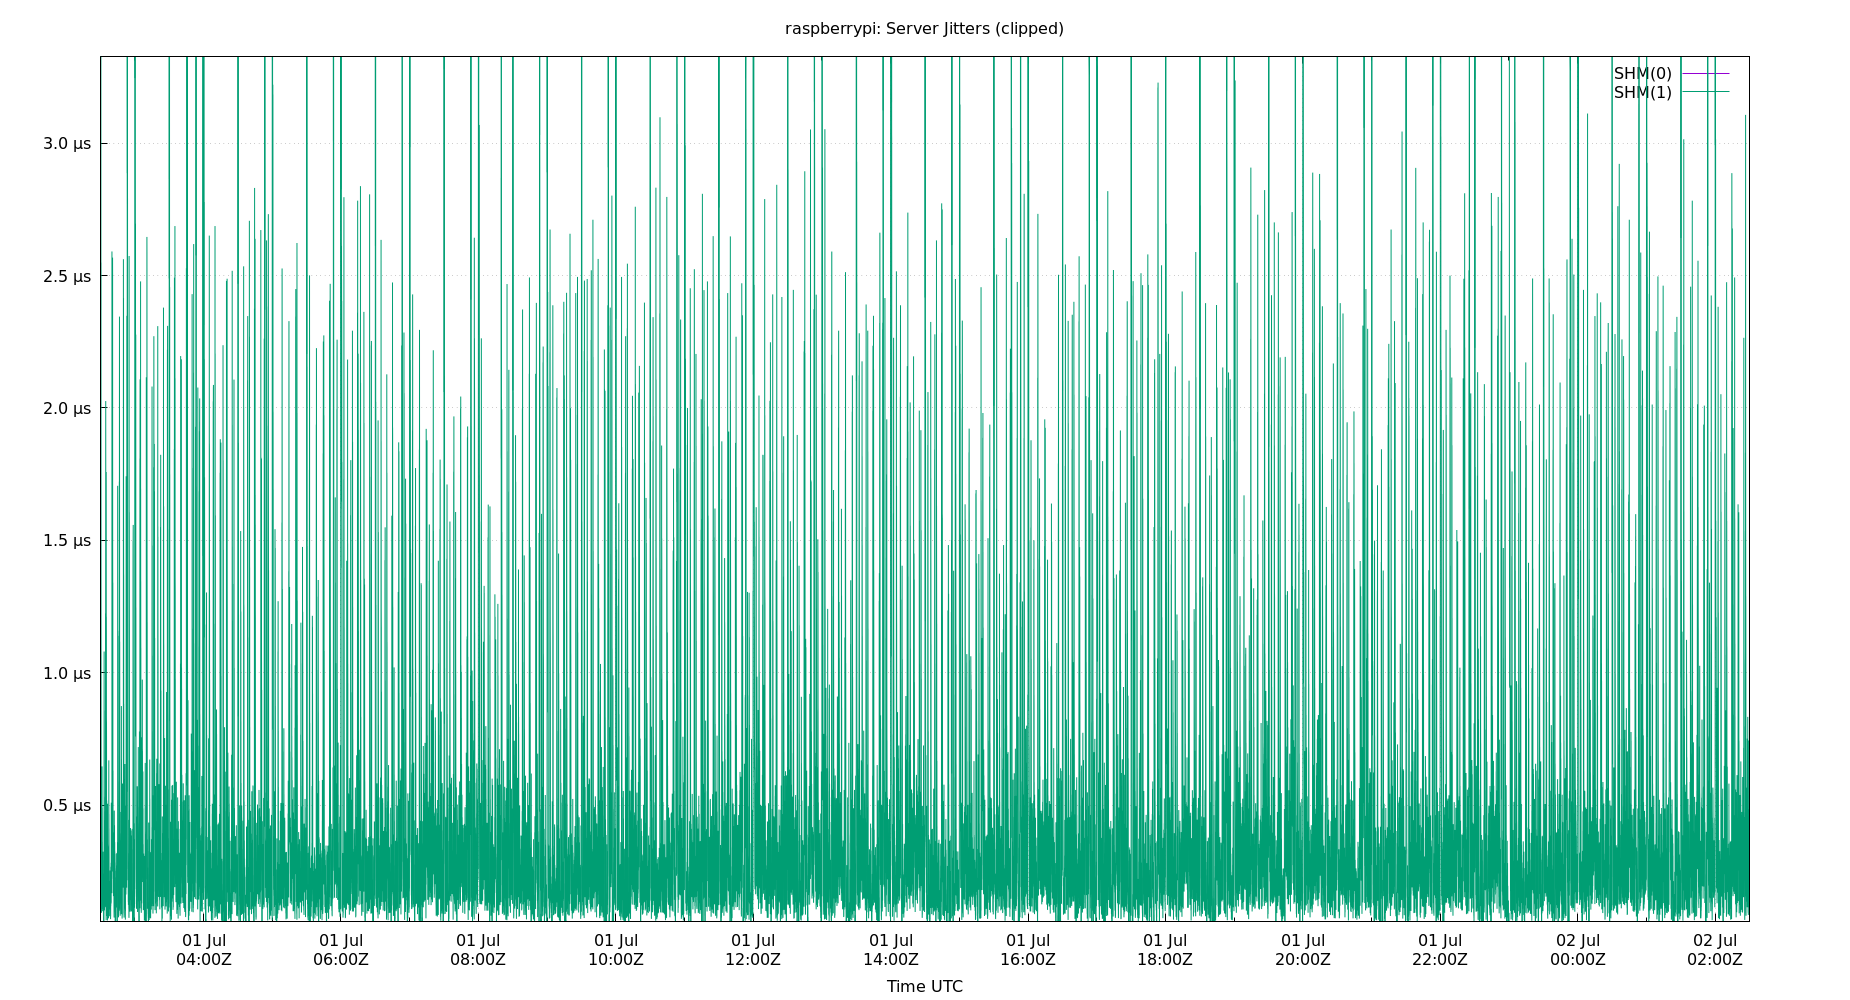 raspberrypi: Server Jitters (clipped)
SHM(0)
SHM(1)
3.0 µs
2.5 µs
2.0 µs
1.5 µs
1.0 µs
0.5 µs
01 Jul 01 Jul 01 Jul 01 Jul 01 Jul 01 Jul 01 Jul 01 Jul 01 Jul 01 Jul 02 Jul 02 Jul
04:00Z 06:00Z 08:00Z 10:00Z 12:00Z 14:00Z 16:00Z 18:00Z 20:00Z 22:00Z 00:00Z 02:00Z
Time UTC